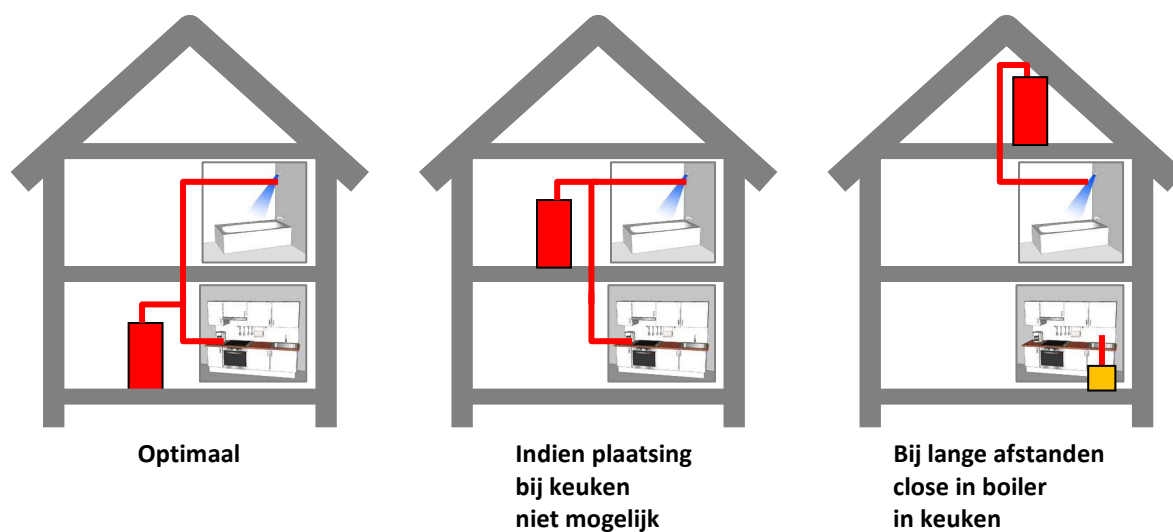 Optimaal
Indien plaatsing
bij keuken
niet mogelijk
Bij lange afstanden
close in boiler
in keuken